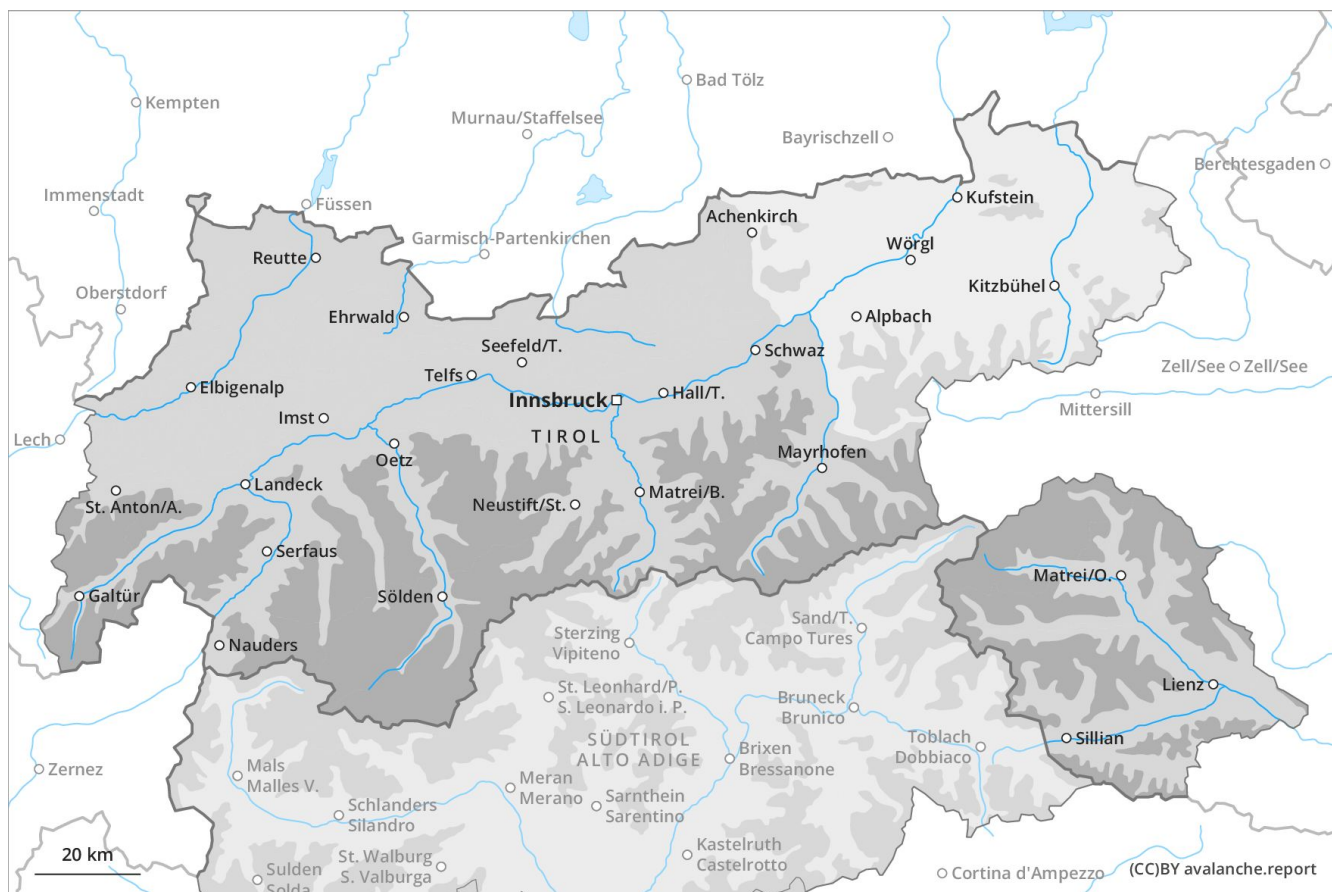 Kempten
Bad Tölz
Murnau/Staffelsee
Bayrischzell
Berchtesgaden
Immenstadt
Füssen
Kufstein
Achenkirch
Garmisch-Partenkirchen
Wörgl
Reutte
Oberstdorf
Kitzbühel
Ehrwald
Alpbach
Seefeld/T.
Schwaz
Telfs
Zell/See
Zell/See
Elbigenalp
Innsbruck
Hall/T.
Mittersill
Imst
Lech
TIROL
Oetz
Mayrhofen
Landeck
St. Anton/A.
Neustift/St.
Matrei/B.
Serfaus
Matrei/O.
Galtür
Sölden
Sand/T.
Campo Tures
Sterzing
Vipiteno
Nauders
Lienz
St. Leonhard/P.
S. Leonardo i. P.
Bruneck
Brunico
Sillian
SÜDTIROL
ALTO ADIGE
Toblach
Dobbiaco
Brixen
Bressanone
Zernez
Mals
Malles V.
Meran
Merano
Sarnthein
Sarentino
Schlanders
Silandro
Kastelruth
Castelrotto
20 km
St. Walburg
S. Valburga
Sulden
Solda
Cortina d'Ampezzo
(CC)BY avalanche.report